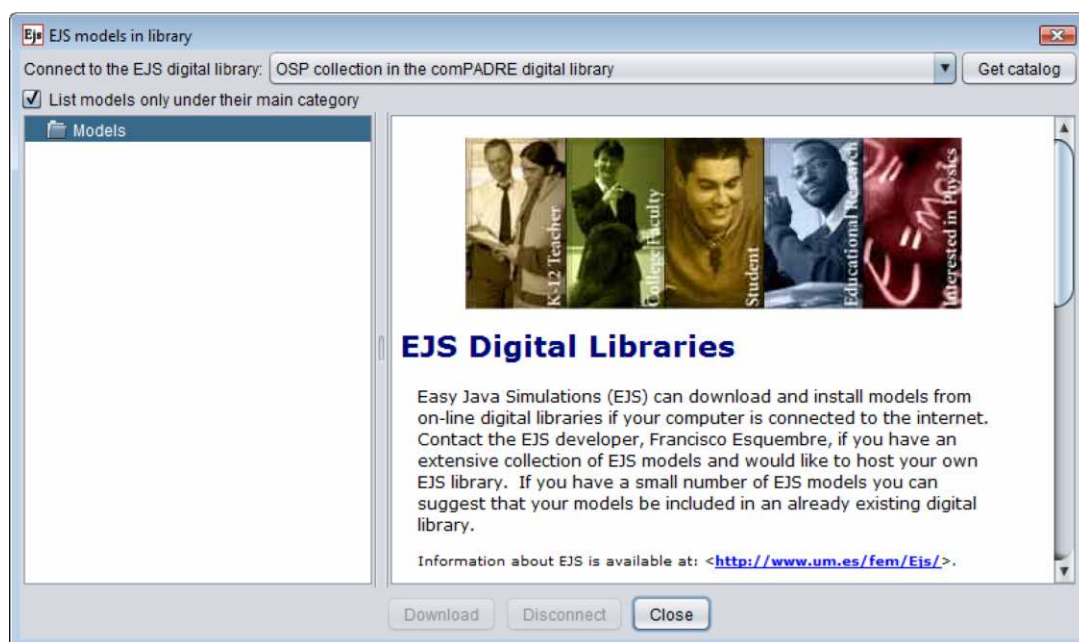 Ejs EJS models in library
Connect to the EJS digital library: OSP collection in the comPADRE digital library Get catalog
List models only under their main category
Models
K-12 Teacher
College Faculty
Student
Educational Research
Interested in Physics
EJS Digital Libraries
Easy Java Simulations (EJS) can download and install models from
on-line digital libraries if your computer is connected to the internet.
Contact the EJS developer, Francisco Esquembre, if you have an
extensive collection of EJS models and would like to host your own
EJS library. If you have a small number of EJS models you can
suggest that your models be included in an already existing digital
library.
Information about EJS is available at: <http://www.um.es/fem/Ejs/>.
Download Disconnect Close